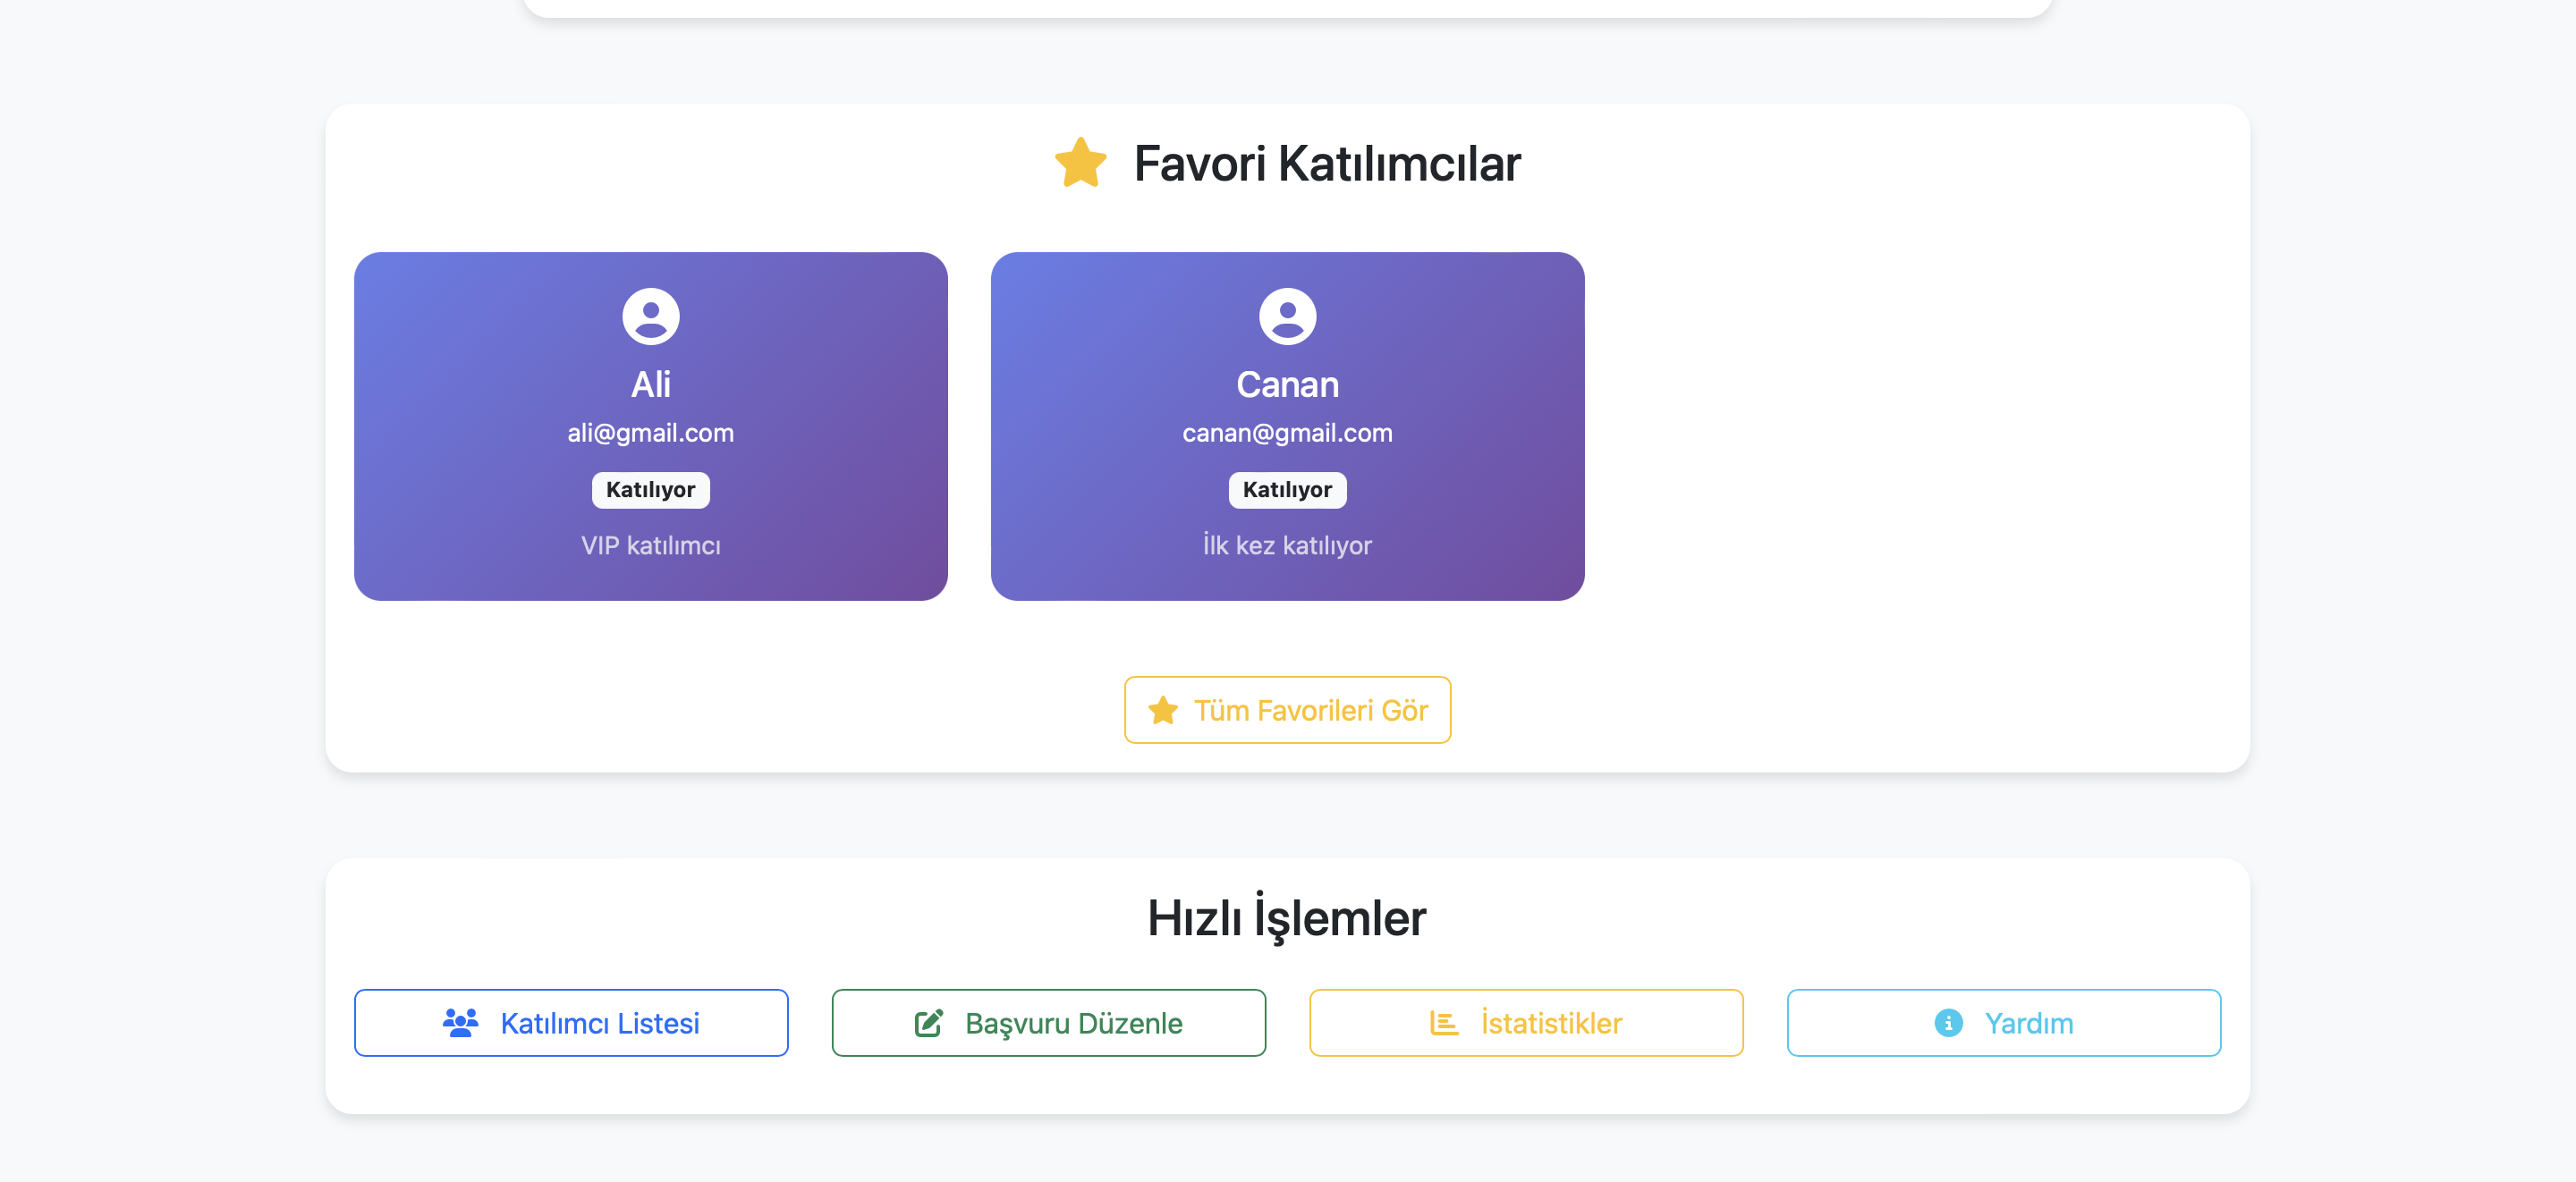 Favori Katılımcılar
Ali
ali@gmail.com
Katılıyor
VIP katılımcı
Canan
canan@gmail.com
Katılıyor
İlk kez katılıyor
Tüm Favorileri Gör
Hızlı İşlemler
Katılımcı Listesi
Başvuru Düzenle
İstatistikler
Yardım